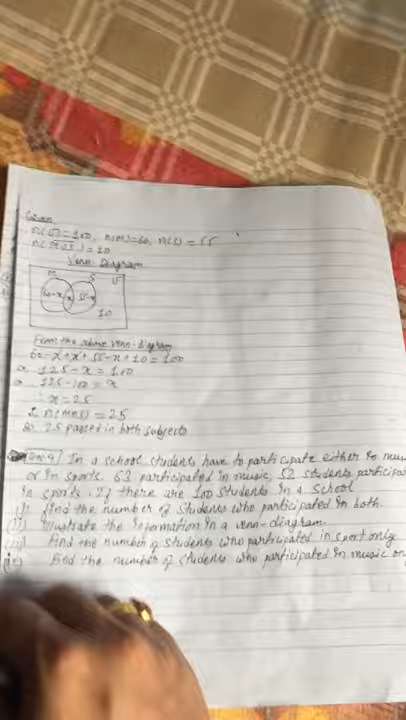 Given
n(U)=100, n(M)=60, n(S)=55
n(M∪S)=10
Venn-Diagram
M S U
60-x x 55-x
10
From the above venn-diagram
60-x+x+55-x+10=100
or 125-x=100
or 125-100=x
x=25
∴ n(M∩S)=25
So 25 passed in both subjects
In a school students have to participate either in
or in sports. 63 participated in music, 52 students
in sports. If there are 100 students in a school
(i) find the number of students who participated in both.
(ii) Illustrate the information in a venn-diagram.
(iii) Find the number of students who participated in sport only
(iv) Find the number of students who participated in music